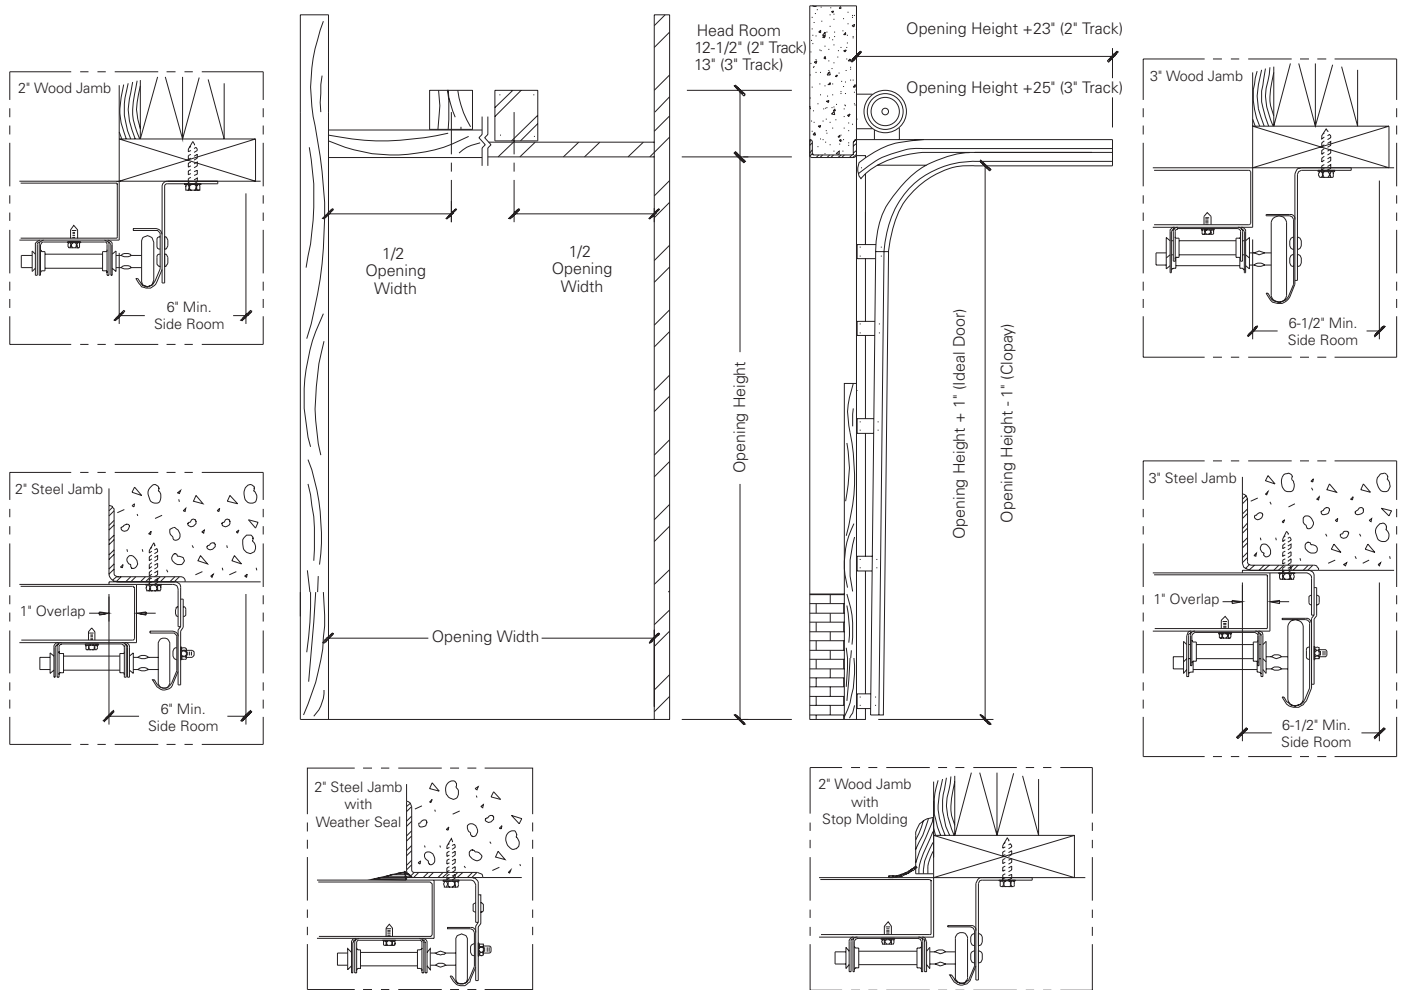 Head Room
12-1/2" (2" Track)
13" (3" Track)
Opening Height +23" (2" Track)
Opening Height +25" (3" Track)
2" Wood Jamb
6" Min.
Side Room
1/2
Opening
Width
1/2
Opening
Width
Opening Height
Opening Height + 1" (Ideal Door)
Opening Height - 1" (Clopay)
3" Wood Jamb
6-1/2" Min.
Side Room
2" Steel Jamb
1" Overlap
6" Min.
Side Room
Opening Width
3" Steel Jamb
1" Overlap
6-1/2" Min.
Side Room
2" Steel Jamb
with
Weather Seal
2" Wood Jamb
with
Stop Molding